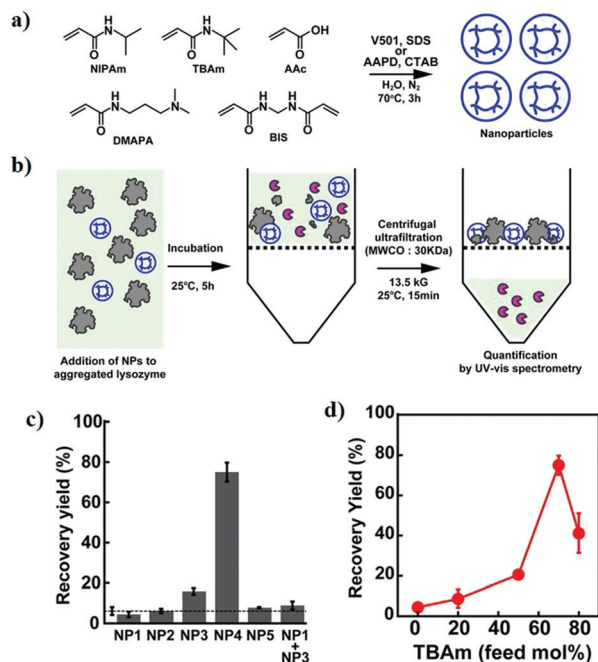 a)
NIPAm
TBAm
AAc
DMAPA
BIS
V501, SDS
or
AAPD, CTAB
H₂O, N₂
70ºC, 3h
Nanoparticles
b)
Incubation
25ºC, 5h
Centrifugal
ultrafiltration
(MWCO : 30KDa)
13.5 kG
25ºC, 15min
Addition of NPs to
aggregated lysozyme
Quantification
by UV-vis spectrometry
c)
Recovery yield (%)
100
80
60
40
20
0
NP1
NP2
NP3
NP4
NP5
NP1
+
NP3
d)
Recovery Yield (%)
100
80
60
40
20
0
0
20
40
60
80
TBAm (feed mol%)